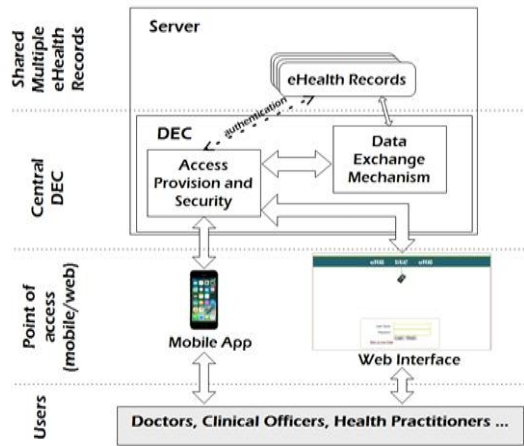 Shared
Multiple
eHealth
Records
Server
eHealth Records
authentication
Central
DEC
DEC
Access
Provision and
Security
Data
Exchange
Mechanism
Point of
access
(mobile/web)
Mobile App
Web Interface
Users
Doctors, Clinical Officers, Health Practitioners ...